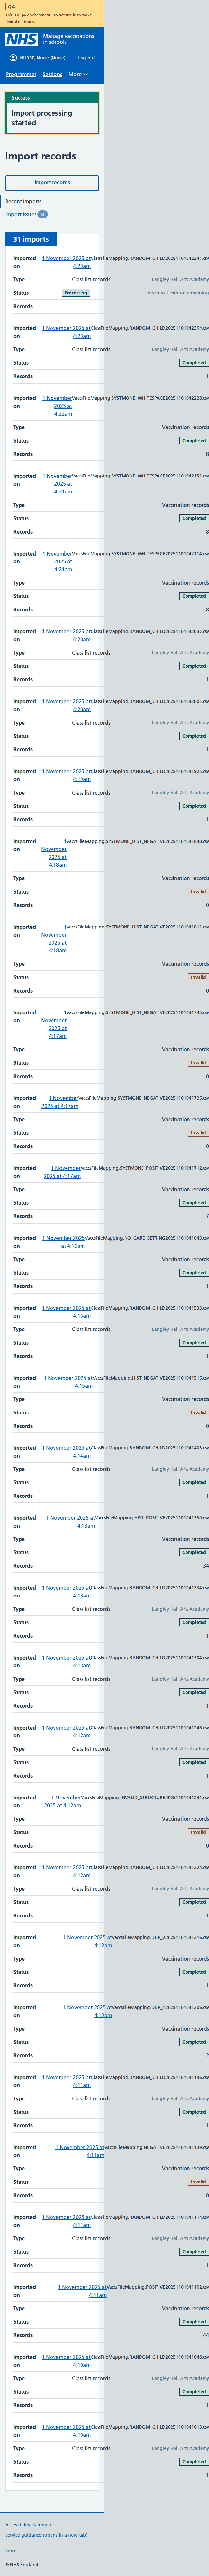 QA
This is a QA environment. Do not use it to make
clinical decisions.
NHS Manage vaccinations
in schools
NURSE, Nurse (Nurse) Log out
Programmes Sessions More
Success
Import processing
started
Import records
Import records
Recent imports
Import issues 0
31 imports
Imported 1 November 2025 at ClassFileMapping.RANDOM_CHILD20251101042341.csv
on 4:23am
Type Class list records Langley Hall Arts Academy
Status Processing Less than 1 minute remaining
Records …
Imported 1 November 2025 at ClassFileMapping.RANDOM_CHILD20251101042304.csv
on 4:23am
Type Class list records Langley Hall Arts Academy
Status Completed
Records 1
Imported 1 November VaccsFileMapping.SYSTMONE_WHITESPACE20251101042228.csv
on 2025 at
4:22am
Type Vaccination records
Status Completed
Records 8
Imported 1 November VaccsFileMapping.SYSTMONE_WHITESPACE20251101042151.csv
on 2025 at
4:21am
Type Vaccination records
Status Completed
Records 8
Imported 1 November VaccsFileMapping.SYSTMONE_WHITESPACE20251101042114.csv
on 2025 at
4:21am
Type Vaccination records
Status Completed
Records 8
Imported 1 November 2025 at ClassFileMapping.RANDOM_CHILD20251101042037.csv
on 4:20am
Type Class list records Langley Hall Arts Academy
Status Completed
Records 1
Imported 1 November 2025 at ClassFileMapping.RANDOM_CHILD20251101042001.csv
on 4:20am
Type Class list records Langley Hall Arts Academy
Status Completed
Records 1
Imported 1 November 2025 at ClassFileMapping.RANDOM_CHILD20251101041925.csv
on 4:19am
Type Class list records Langley Hall Arts Academy
Status Completed
Records 1
Imported 1 VaccsFileMapping.SYSTMONE_HIST_NEGATIVE20251101041848.csv
on November
2025 at
4:18am
Type Vaccination records
Status Invalid
Records 0
Imported 1 VaccsFileMapping.SYSTMONE_HIST_NEGATIVE20251101041811.csv
on November
2025 at
4:18am
Type Vaccination records
Status Invalid
Records 0
Imported 1 VaccsFileMapping.SYSTMONE_HIST_NEGATIVE20251101041735.csv
on November
2025 at
4:17am
Type Vaccination records
Status Invalid
Records 0
Imported 1 November VaccsFileMapping.SYSTMONE_NEGATIVE20251101041725.csv
on 2025 at 4:17am
Type Vaccination records
Status Invalid
Records 0
Imported 1 November VaccsFileMapping.SYSTMONE_POSITIVE20251101041712.csv
on 2025 at 4:17am
Type Vaccination records
Status Completed
Records 7
Imported 1 November 2025 VaccsFileMapping.NO_CARE_SETTING20251101041643.csv
on at 4:16am
Type Vaccination records
Status Completed
Records 1
Imported 1 November 2025 at ClassFileMapping.RANDOM_CHILD20251101041533.csv
on 4:15am
Type Class list records Langley Hall Arts Academy
Status Completed
Records 1
Imported 1 November 2025 at VaccsFileMapping.HIST_NEGATIVE20251101041515.csv
on 4:15am
Type Vaccination records
Status Invalid
Records 0
Imported 1 November 2025 at ClassFileMapping.RANDOM_CHILD20251101041403.csv
on 4:14am
Type Class list records Langley Hall Arts Academy
Status Completed
Records 1
Imported 1 November 2025 at VaccsFileMapping.HIST_POSITIVE20251101041350.csv
on 4:13am
Type Vaccination records
Status Completed
Records 34
Imported 1 November 2025 at ClassFileMapping.RANDOM_CHILD20251101041334.csv
on 4:13am
Type Class list records Langley Hall Arts Academy
Status Completed
Records 1
Imported 1 November 2025 at ClassFileMapping.RANDOM_CHILD20251101041304.csv
on 4:13am
Type Class list records Langley Hall Arts Academy
Status Completed
Records 1
Imported 1 November 2025 at ClassFileMapping.RANDOM_CHILD20251101041248.csv
on 4:12am
Type Class list records Langley Hall Arts Academy
Status Completed
Records 1
Imported 1 November VaccsFileMapping.INVALID_STRUCTURE20251101041241.csv
on 2025 at 4:12am
Type Vaccination records
Status Invalid
Records 0
Imported 1 November 2025 at ClassFileMapping.RANDOM_CHILD20251101041224.csv
on 4:12am
Type Class list records Langley Hall Arts Academy
Status Completed
Records 1
Imported 1 November 2025 at VaccsFileMapping.DUP_220251101041216.csv
on 4:12am
Type Vaccination records
Status Completed
Records 1
Imported 1 November 2025 at VaccsFileMapping.DUP_120251101041206.csv
on 4:12am
Type Vaccination records
Status Completed
Records 2
Imported 1 November 2025 at ClassFileMapping.RANDOM_CHILD20251101041146.csv
on 4:11am
Type Class list records Langley Hall Arts Academy
Status Completed
Records 1
Imported 1 November 2025 at VaccsFileMapping.NEGATIVE20251101041139.csv
on 4:11am
Type Vaccination records
Status Invalid
Records 0
Imported 1 November 2025 at ClassFileMapping.RANDOM_CHILD20251101041114.csv
on 4:11am
Type Class list records Langley Hall Arts Academy
Status Completed
Records 1
Imported 1 November 2025 at VaccsFileMapping.POSITIVE20251101041102.csv
on 4:11am
Type Vaccination records
Status Completed
Records 44
Imported 1 November 2025 at ClassFileMapping.RANDOM_CHILD20251101041048.csv
on 4:10am
Type Class list records Langley Hall Arts Academy
Status Completed
Records 1
Imported 1 November 2025 at ClassFileMapping.RANDOM_CHILD20251101041013.csv
on 4:10am
Type Class list records Langley Hall Arts Academy
Status Completed
Records 1
Accessibility statement
Service guidance (opens in a new tab)
next
© NHS England